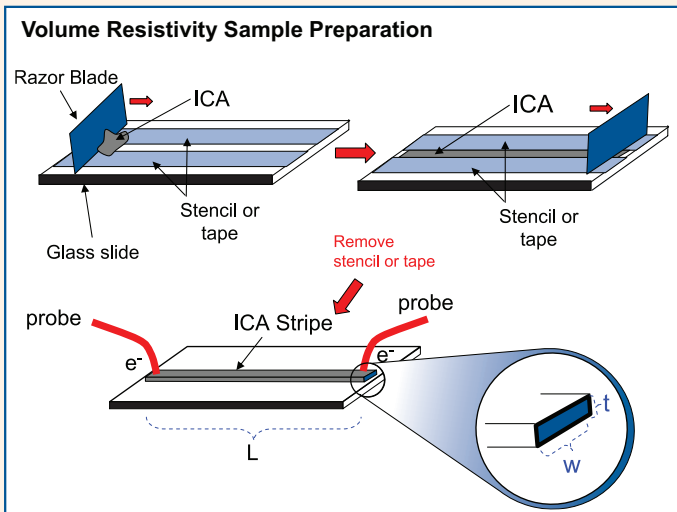 Volume Resistivity Sample Preparation
Razor Blade
ICA
ICA
Stencil or
tape
Glass slide
Stencil or
tape
Remove
stencil or tape
probe
ICA Stripe
probe
e-
e-
L
t
w